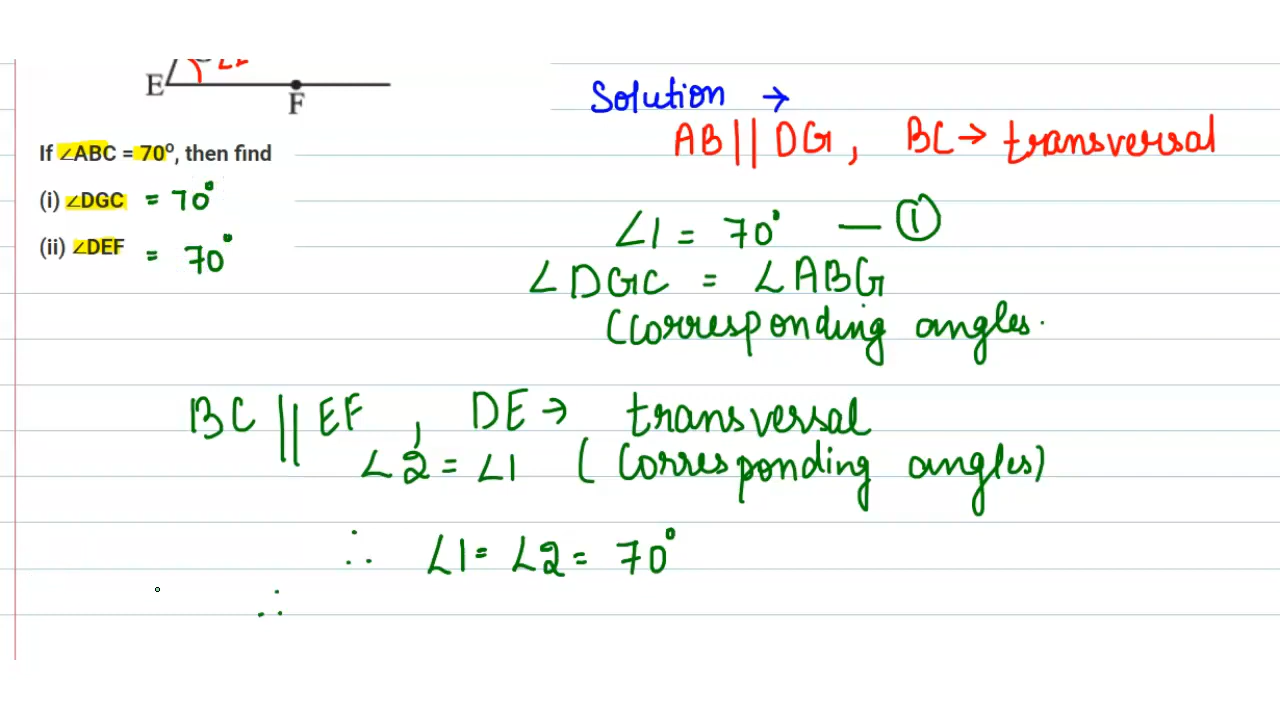 ∠2
E
F
If ∠ABC = 70°, then find
(i) ∠DGC = 70°
(ii) ∠DEF = 70°
Solution →
AB || DG, BC → transversal
∠1 = 70° — ①
∠DGC = ∠ABG
(Corresponding angles.
BC || EF, DE → transversal
∠2 = ∠1 (Corresponding angles)
∴ ∠1 = ∠2 = 70°
∴